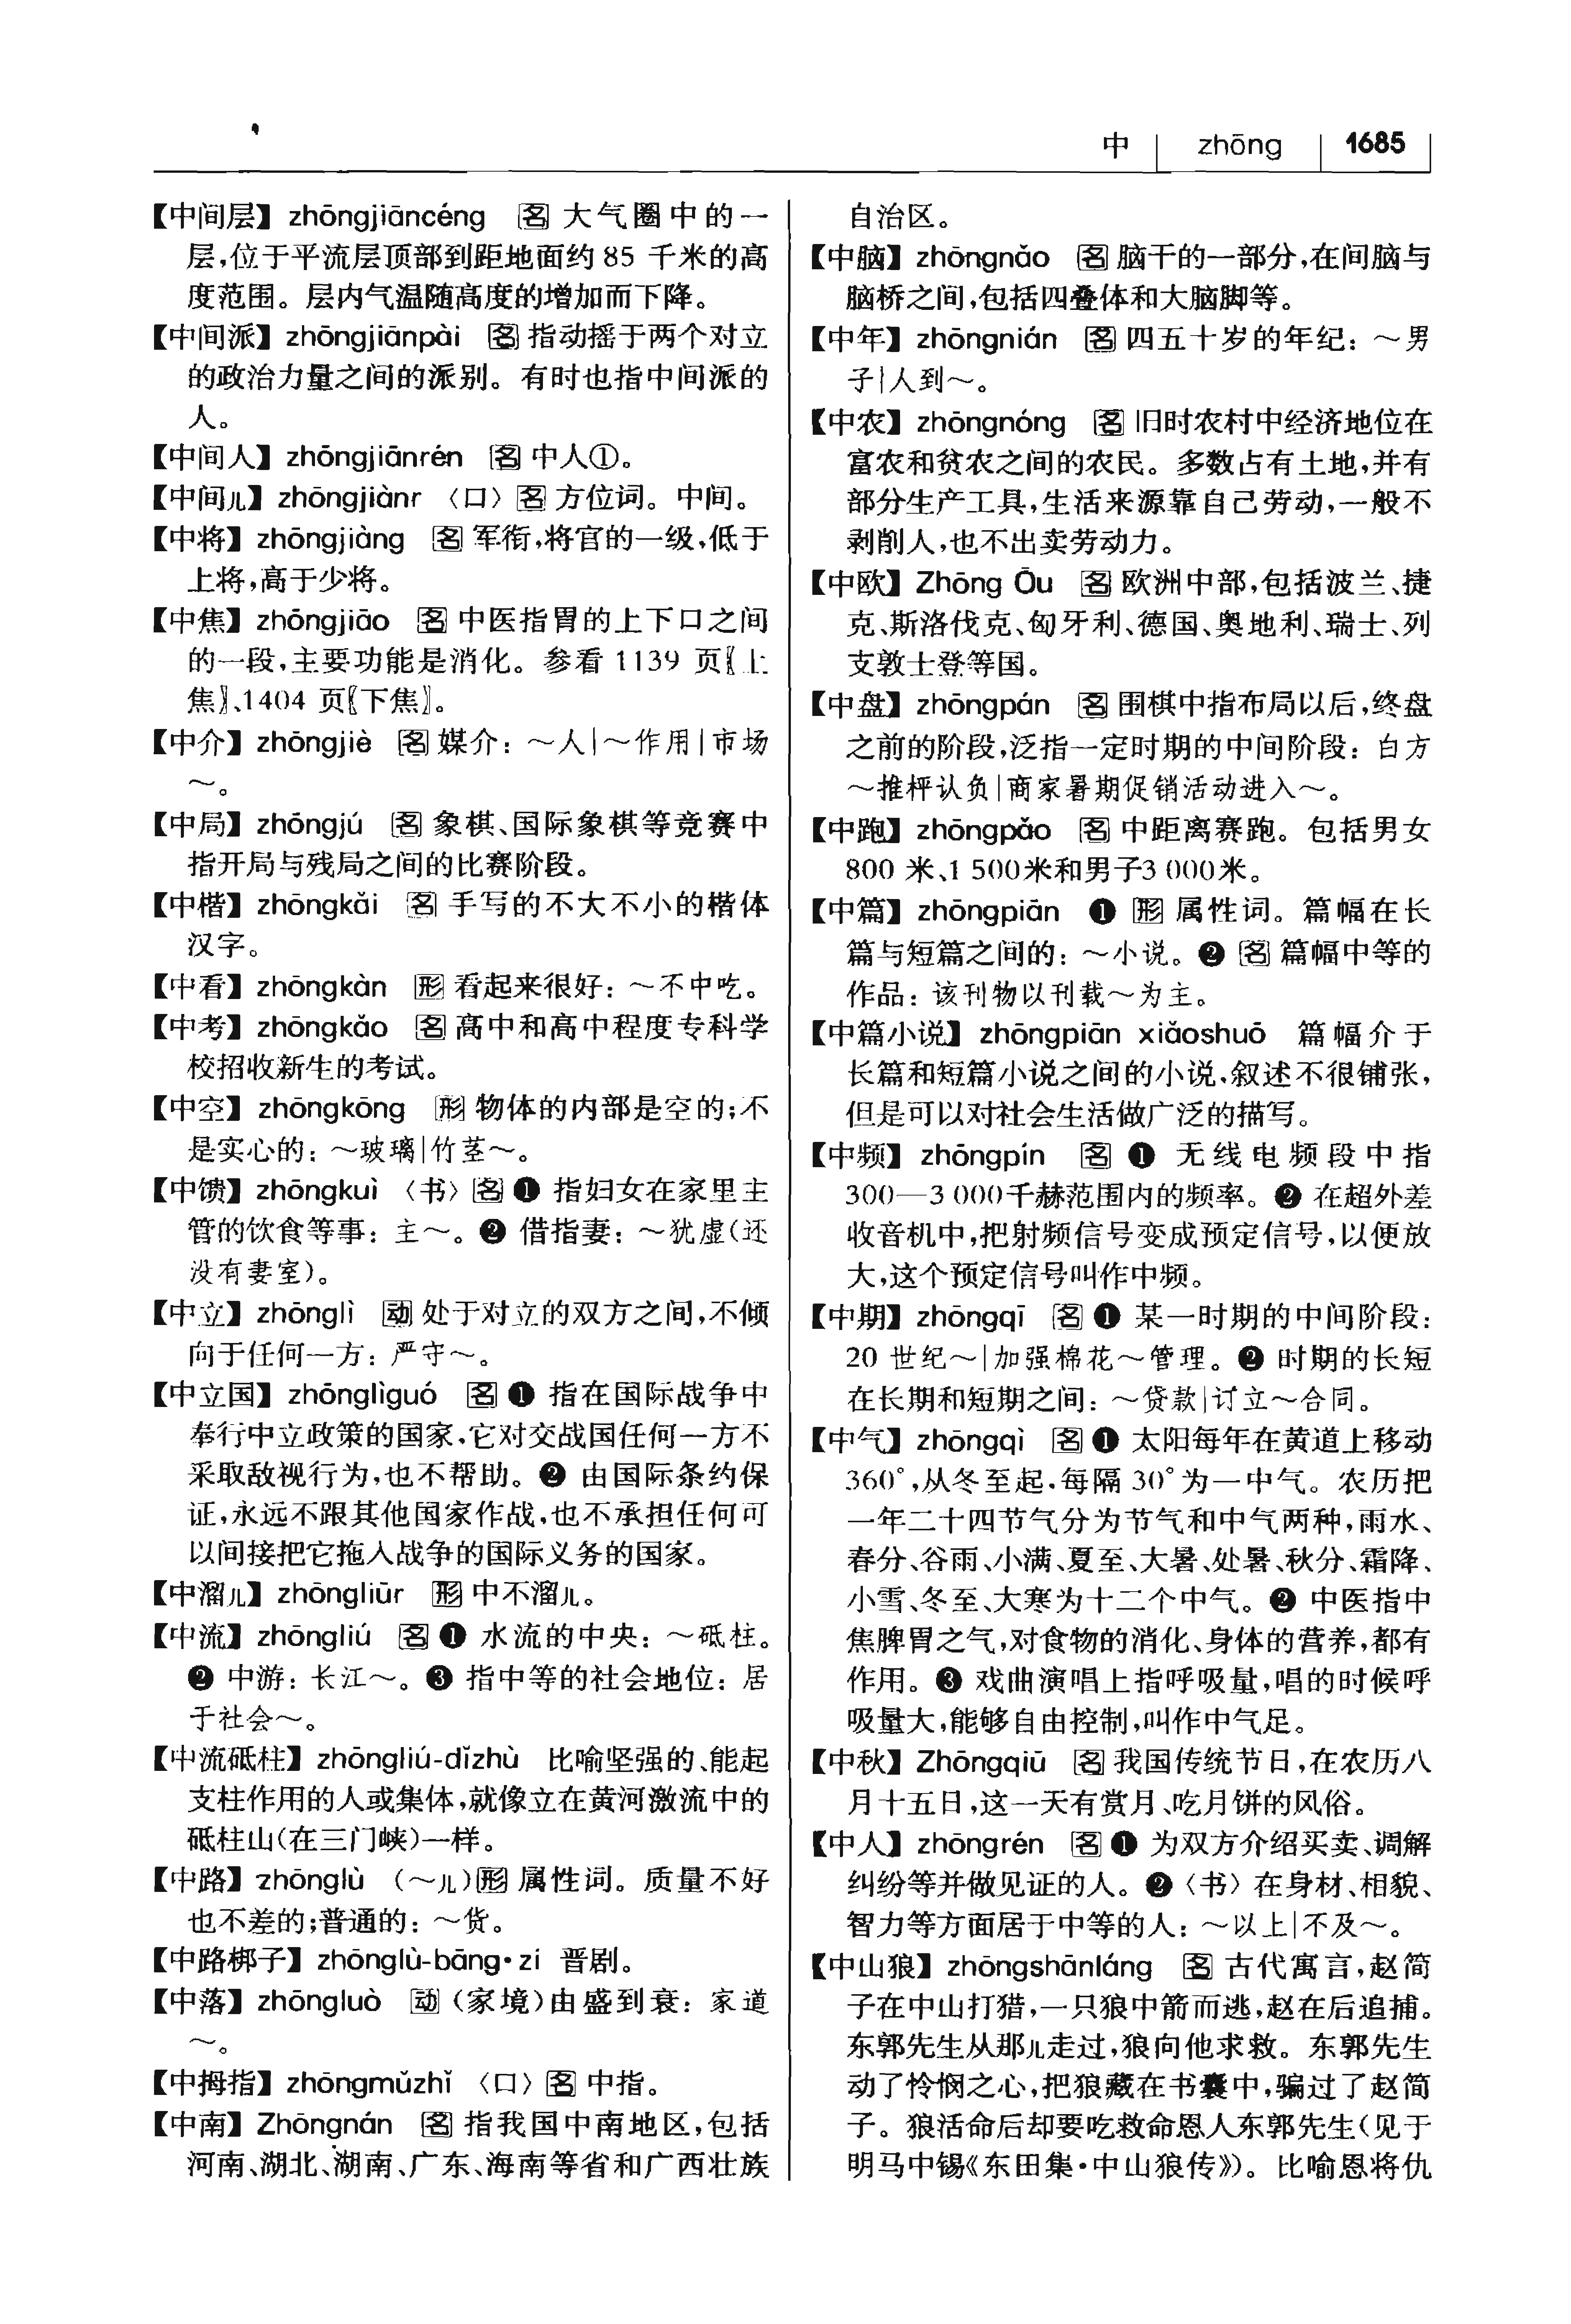 中 zhōng 1685
【中间层】 zhōngjiāncéng 名 大气圈中的一
层,位于平流层顶部到距地面约 85 千米的高
度范围。层内气温随高度的增加而下降。
【中间派】 zhōngjiānpài 名 指动摇于两个对立
的政治力量之间的派别。有时也指中间派的
人。
【中间人】 zhōngjiānrén 名 中人①。
【中间儿】 zhōngjiànr 〈口〉名 方位词。中间。
【中将】 zhōngjiàng 名 军衔,将官的一级,低于
上将,高于少将。
【中焦】 zhōngjiāo 名 中医指胃的上下口之间
的一段,主要功能是消化。参看 1139 页〖上
焦〗、1404 页〖下焦〗。
【中介】 zhōngjiè 名 媒介:～人|～作用|市场
～。
【中局】 zhōngjú 名 象棋、国际象棋等竞赛中
指开局与残局之间的比赛阶段。
【中楷】 zhōngkǎi 名 手写的不大不小的楷体
汉字。
【中看】 zhōngkàn 形 看起来很好:～不中吃。
【中考】 zhōngkǎo 名 高中和高中程度专科学
校招收新生的考试。
【中空】 zhōngkōng 形 物体的内部是空的;不
是实心的:～玻璃|竹茎～。
【中馈】 zhōngkuì 〈书〉名 ❶ 指妇女在家里主
管的饮食等事:主～。❷ 借指妻:～犹虚(还
没有妻室)。
【中立】 zhōnglì 动 处于对立的双方之间,不倾
向于任何一方:严守～。
【中立国】 zhōnglìguó 名 ❶ 指在国际战争中
奉行中立政策的国家,它对交战国任何一方不
采取敌视行为,也不帮助。❷ 由国际条约保
证,永远不跟其他国家作战,也不承担任何可
以间接把它拖入战争的国际义务的国家。
【中溜儿】 zhōngliūr 形 中不溜儿。
【中流】 zhōngliú 名 ❶ 水流的中央:～砥柱。
❷ 中游:长江～。❸ 指中等的社会地位:居
于社会～。
【中流砥柱】 zhōngliú-dǐzhù 比喻坚强的、能起
支柱作用的人或集体,就像立在黄河激流中的
砥柱山(在三门峡)一样。
【中路】 zhōnglù (～儿)形 属性词。质量不好
也不差的;普通的:～货。
【中路梆子】 zhōnglù-bāng·zi 晋剧。
【中落】 zhōngluò 动 (家境)由盛到衰:家道
～。
【中拇指】 zhōngmǔzhǐ 〈口〉名 中指。
【中南】 Zhōngnán 名 指我国中南地区,包括
河南、湖北、湖南、广东、海南等省和广西壮族
自治区。
【中脑】 zhōngnǎo 名 脑干的一部分,在间脑与
脑桥之间,包括四叠体和大脑脚等。
【中年】 zhōngnián 名 四五十岁的年纪:～男
子|人到～。
【中农】 zhōngnóng 名 旧时农村中经济地位在
富农和贫农之间的农民。多数占有土地,并有
部分生产工具,生活来源靠自己劳动,一般不
剥削人,也不出卖劳动力。
【中欧】 Zhōng Ōu 名 欧洲中部,包括波兰、捷
克、斯洛伐克、匈牙利、德国、奥地利、瑞士、列
支敦士登等国。
【中盘】 zhōngpán 名 围棋中指布局以后,终盘
之前的阶段,泛指一定时期的中间阶段:白方
～推枰认负|商家暑期促销活动进入～。
【中跑】 zhōngpǎo 名 中距离赛跑。包括男女
800 米、1 500米和男子3 000米。
【中篇】 zhōngpiān ❶ 形 属性词。篇幅在长
篇与短篇之间的:～小说。❷ 名 篇幅中等的
作品:该刊物以刊载～为主。
【中篇小说】 zhōngpiān xiǎoshuō 篇幅介于
长篇和短篇小说之间的小说,叙述不很铺张,
但是可以对社会生活做广泛的描写。
【中频】 zhōngpín 名 ❶ 无线电频段中指
300—3 000千赫范围内的频率。❷ 在超外差
收音机中,把射频信号变成预定信号,以便放
大,这个预定信号叫作中频。
【中期】 zhōngqī 名 ❶ 某一时期的中间阶段:
20 世纪～|加强棉花～管理。❷ 时期的长短
在长期和短期之间:～贷款|订立～合同。
【中气】 zhōngqì 名 ❶ 太阳每年在黄道上移动
360°,从冬至起,每隔 30°为一中气。农历把
一年二十四节气分为节气和中气两种,雨水、
春分、谷雨、小满、夏至、大暑、处暑、秋分、霜降、
小雪、冬至、大寒为十二个中气。❷ 中医指中
焦脾胃之气,对食物的消化、身体的营养,都有
作用。❸ 戏曲演唱上指呼吸量,唱的时候呼
吸量大,能够自由控制,叫作中气足。
【中秋】 Zhōngqiū 名 我国传统节日,在农历八
月十五日,这一天有赏月、吃月饼的风俗。
【中人】 zhōngrén 名 ❶ 为双方介绍买卖、调解
纠纷等并做见证的人。❷〈书〉在身材、相貌、
智力等方面居于中等的人:～以上|不及～。
【中山狼】 zhōngshānláng 名 古代寓言,赵简
子在中山打猎,一只狼中箭而逃,赵在后追捕。
东郭先生从那儿走过,狼向他求救。东郭先生
动了怜悯之心,把狼藏在书囊中,骗过了赵简
子。狼活命后却要吃救命恩人东郭先生(见于
明马中锡《东田集·中山狼传》)。比喻恩将仇